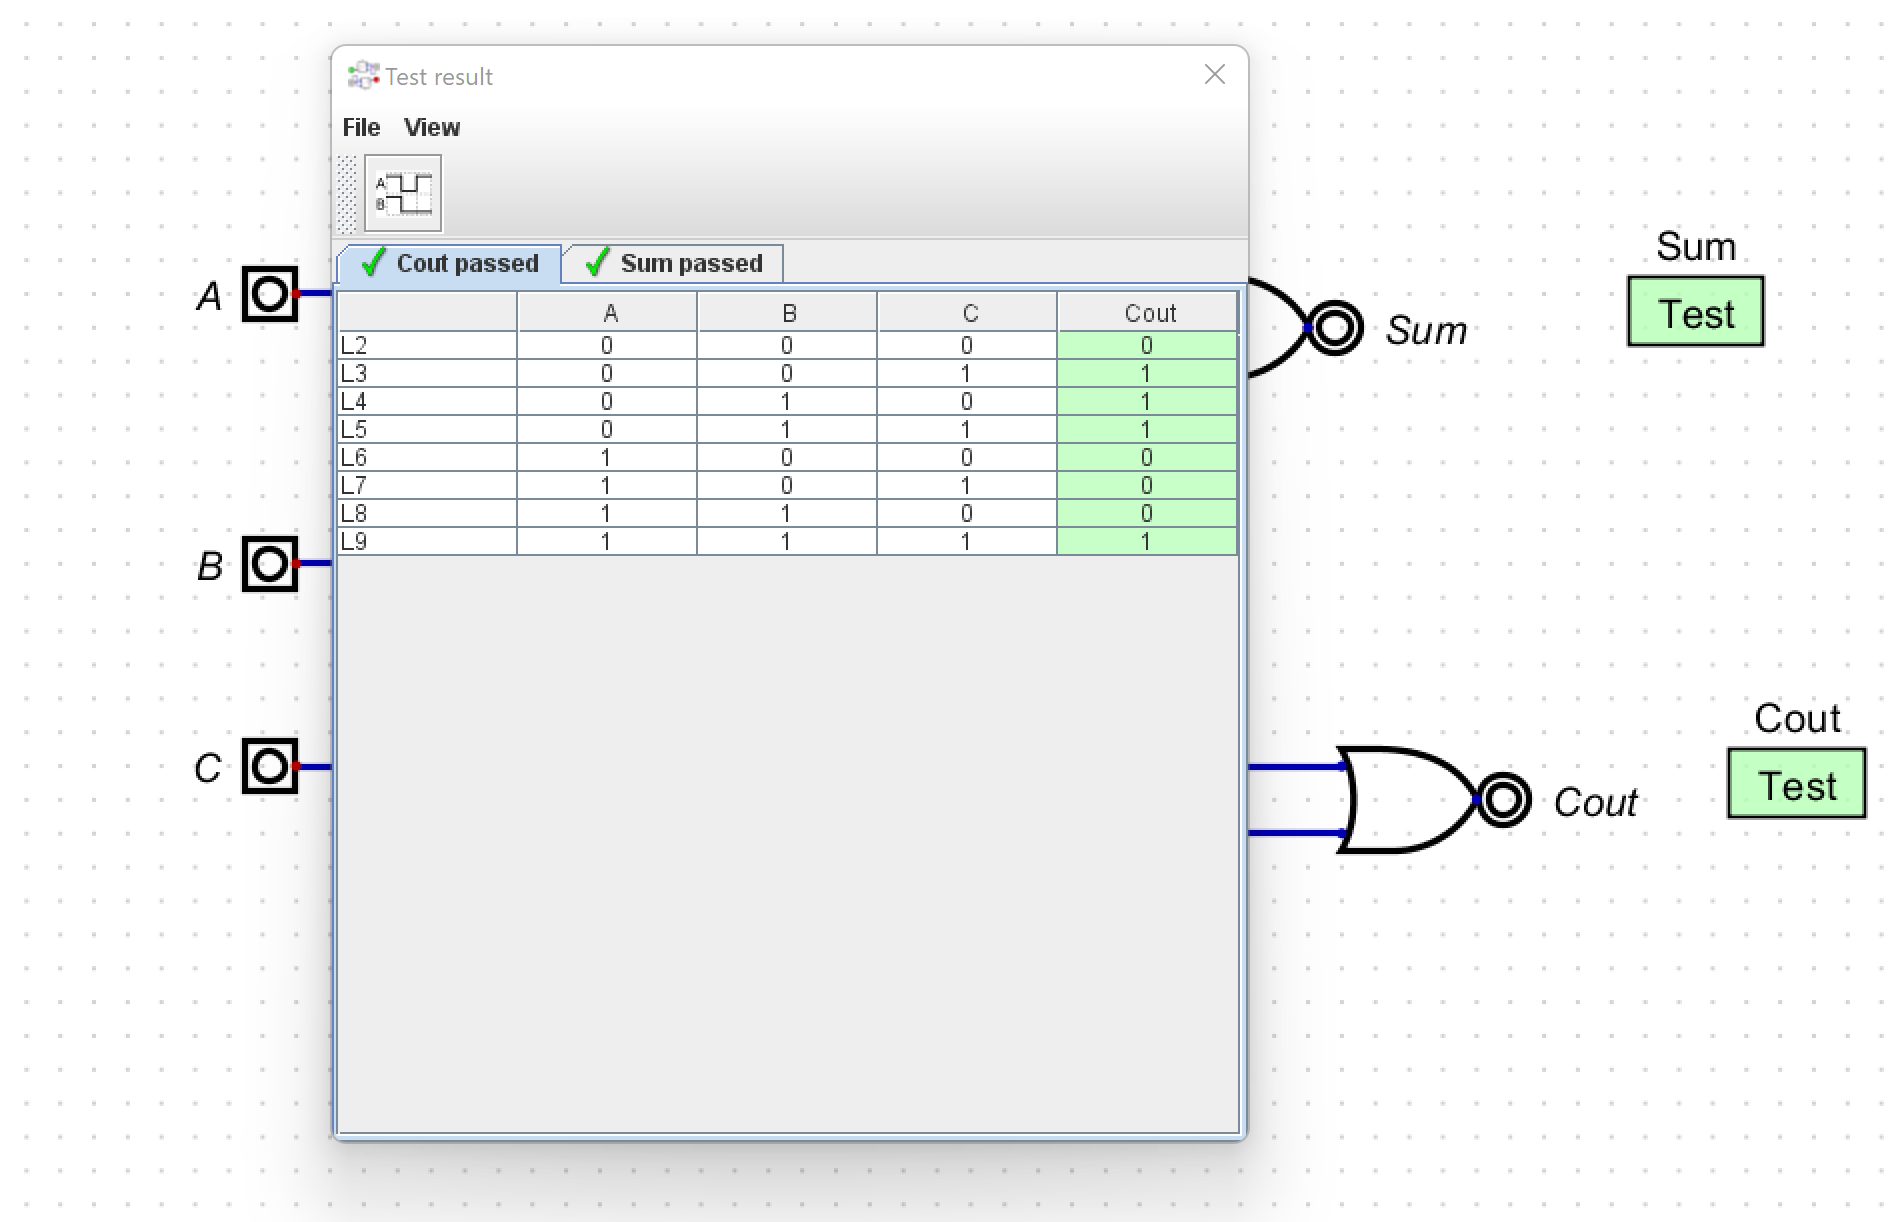 Test result
File View
A
B
Cout passed Sum passed
A B C Cout
L2 0 0 0 0
L3 0 0 1 1
L4 0 1 0 1
L5 0 1 1 1
L6 1 0 0 0
L7 1 0 1 0
L8 1 1 0 0
L9 1 1 1 1
A
B
C
Sum
Sum
Test
Cout
Cout
Test